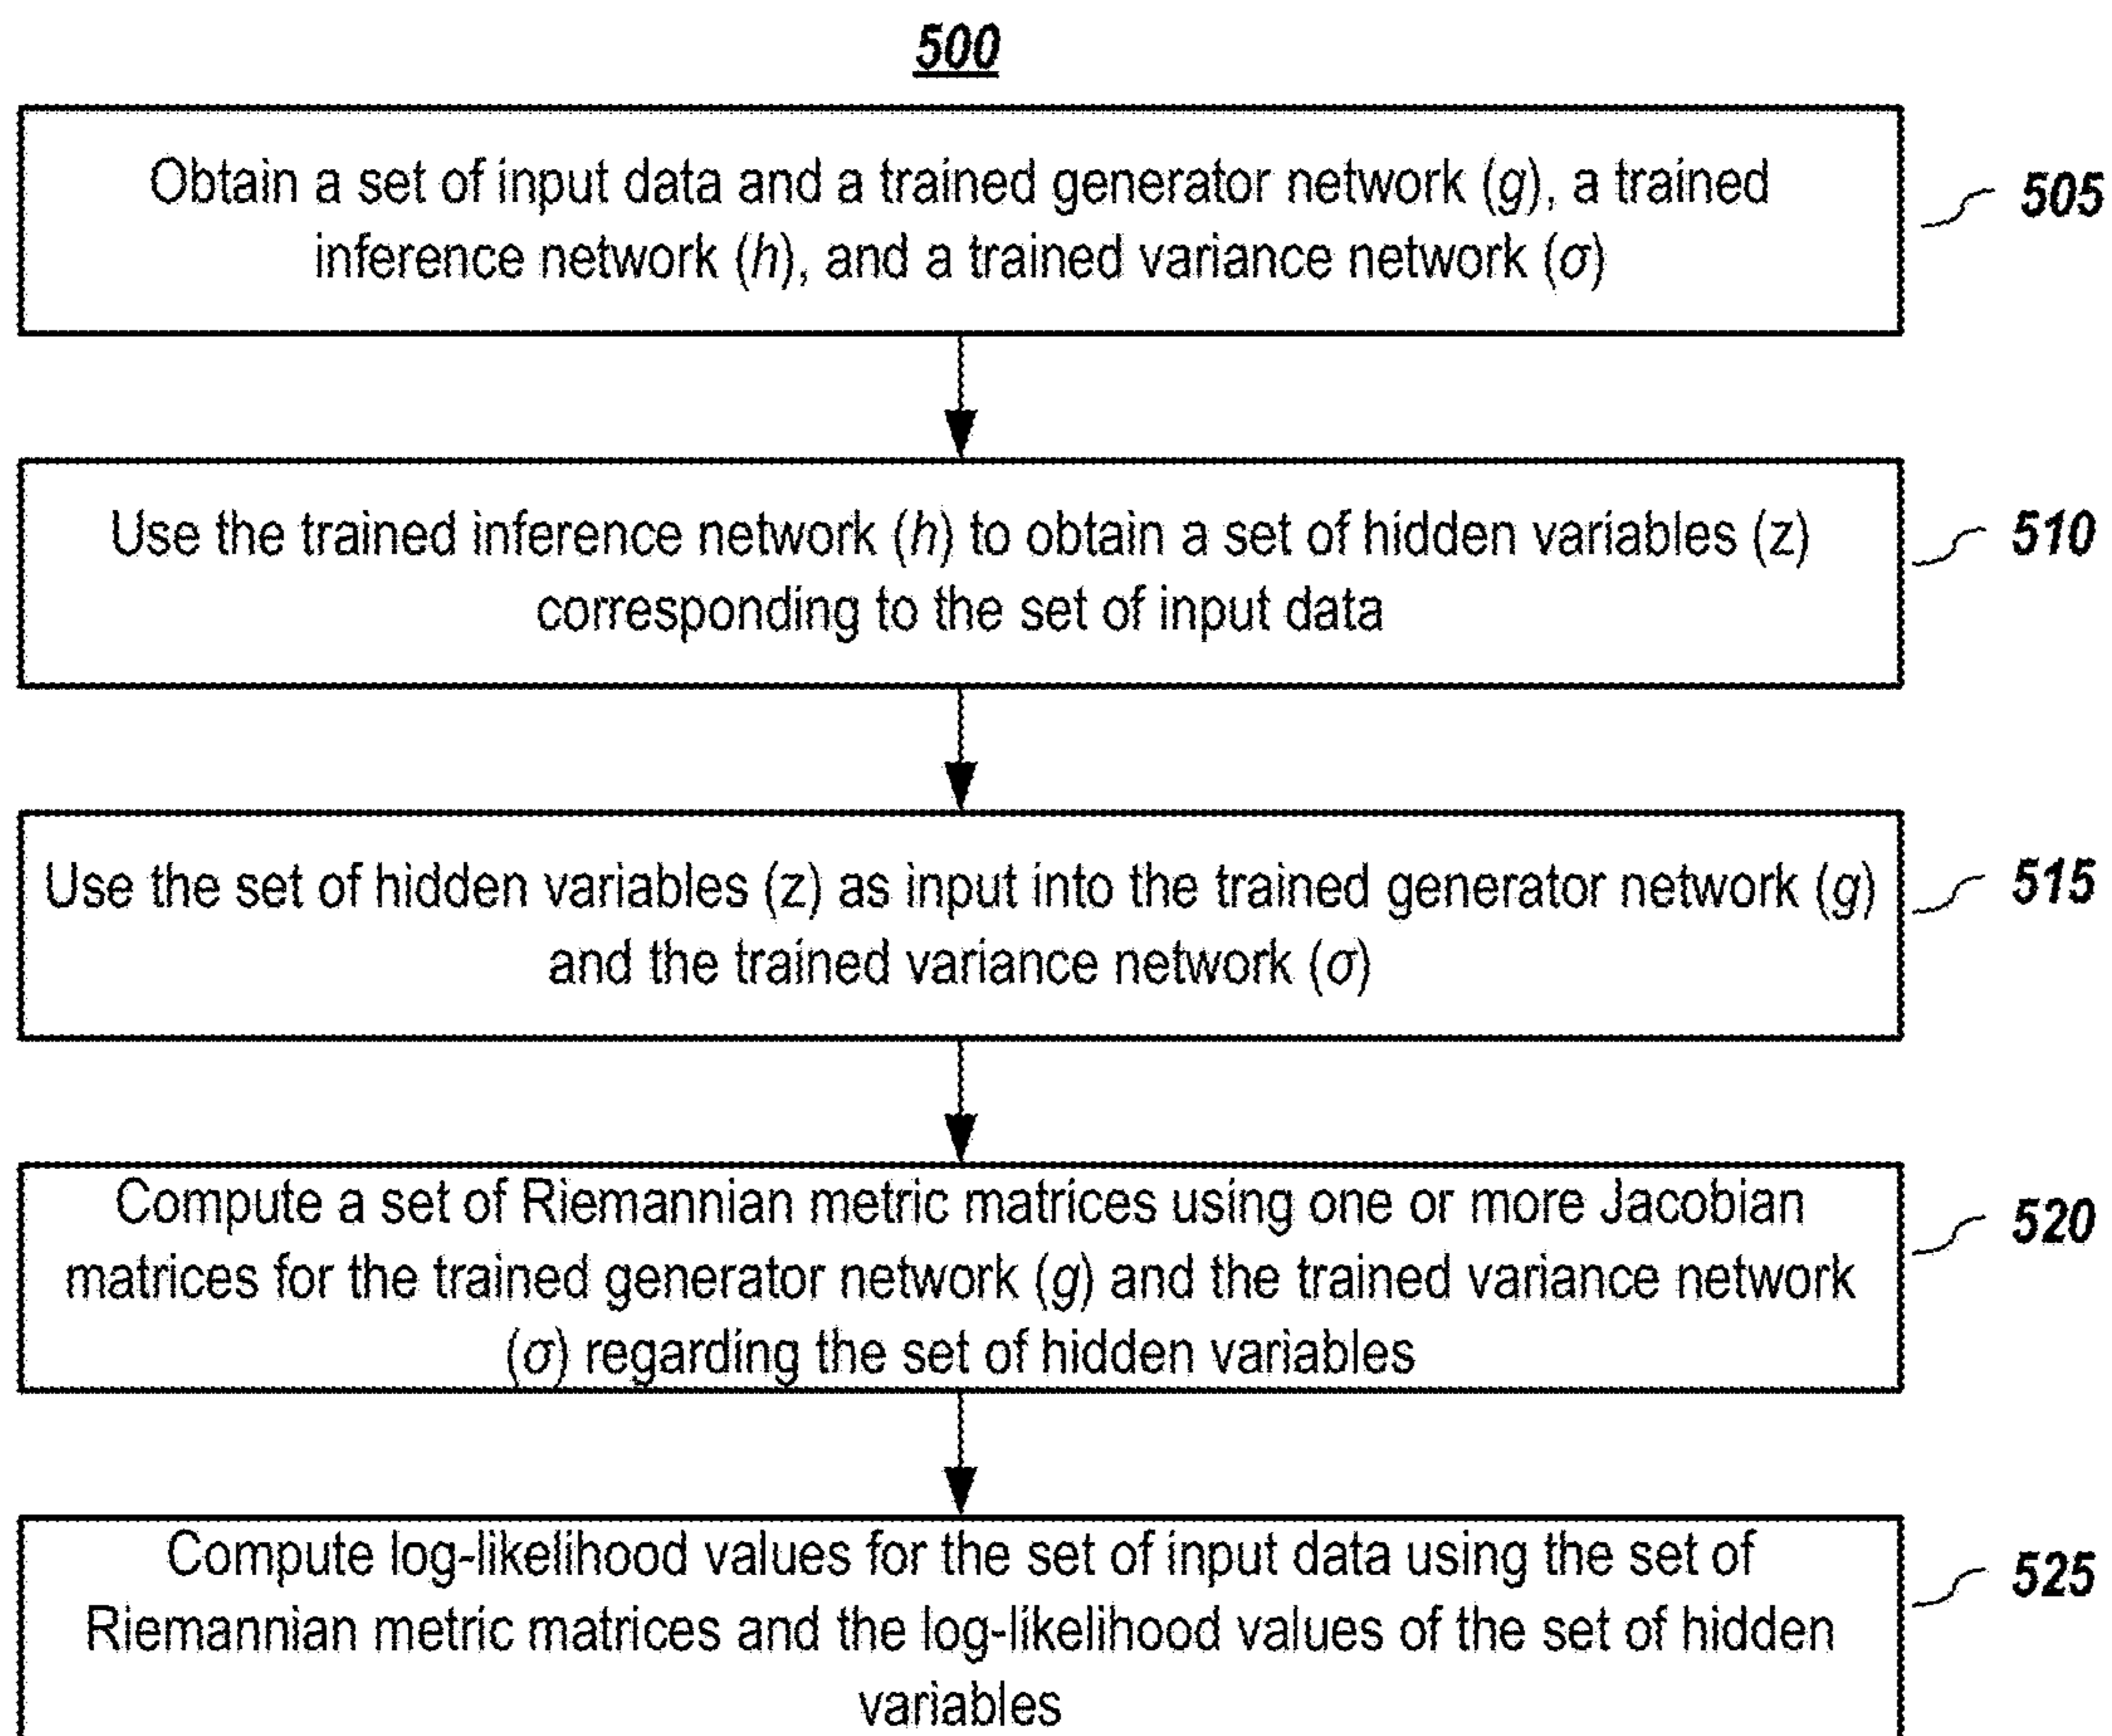 500
Obtain a set of input data and a trained generator network (g), a trained
inference network (h), and a trained variance network (σ)
505
Use the trained inference network (h) to obtain a set of hidden variables (z)
corresponding to the set of input data
510
Use the set of hidden variables (z) as input into the trained generator network (g)
and the trained variance network (σ)
515
Compute a set of Riemannian metric matrices using one or more Jacobian
matrices for the trained generator network (g) and the trained variance network
(σ) regarding the set of hidden variables
520
Compute log-likelihood values for the set of input data using the set of
Riemannian metric matrices and the log-likelihood values of the set of hidden
variables
525